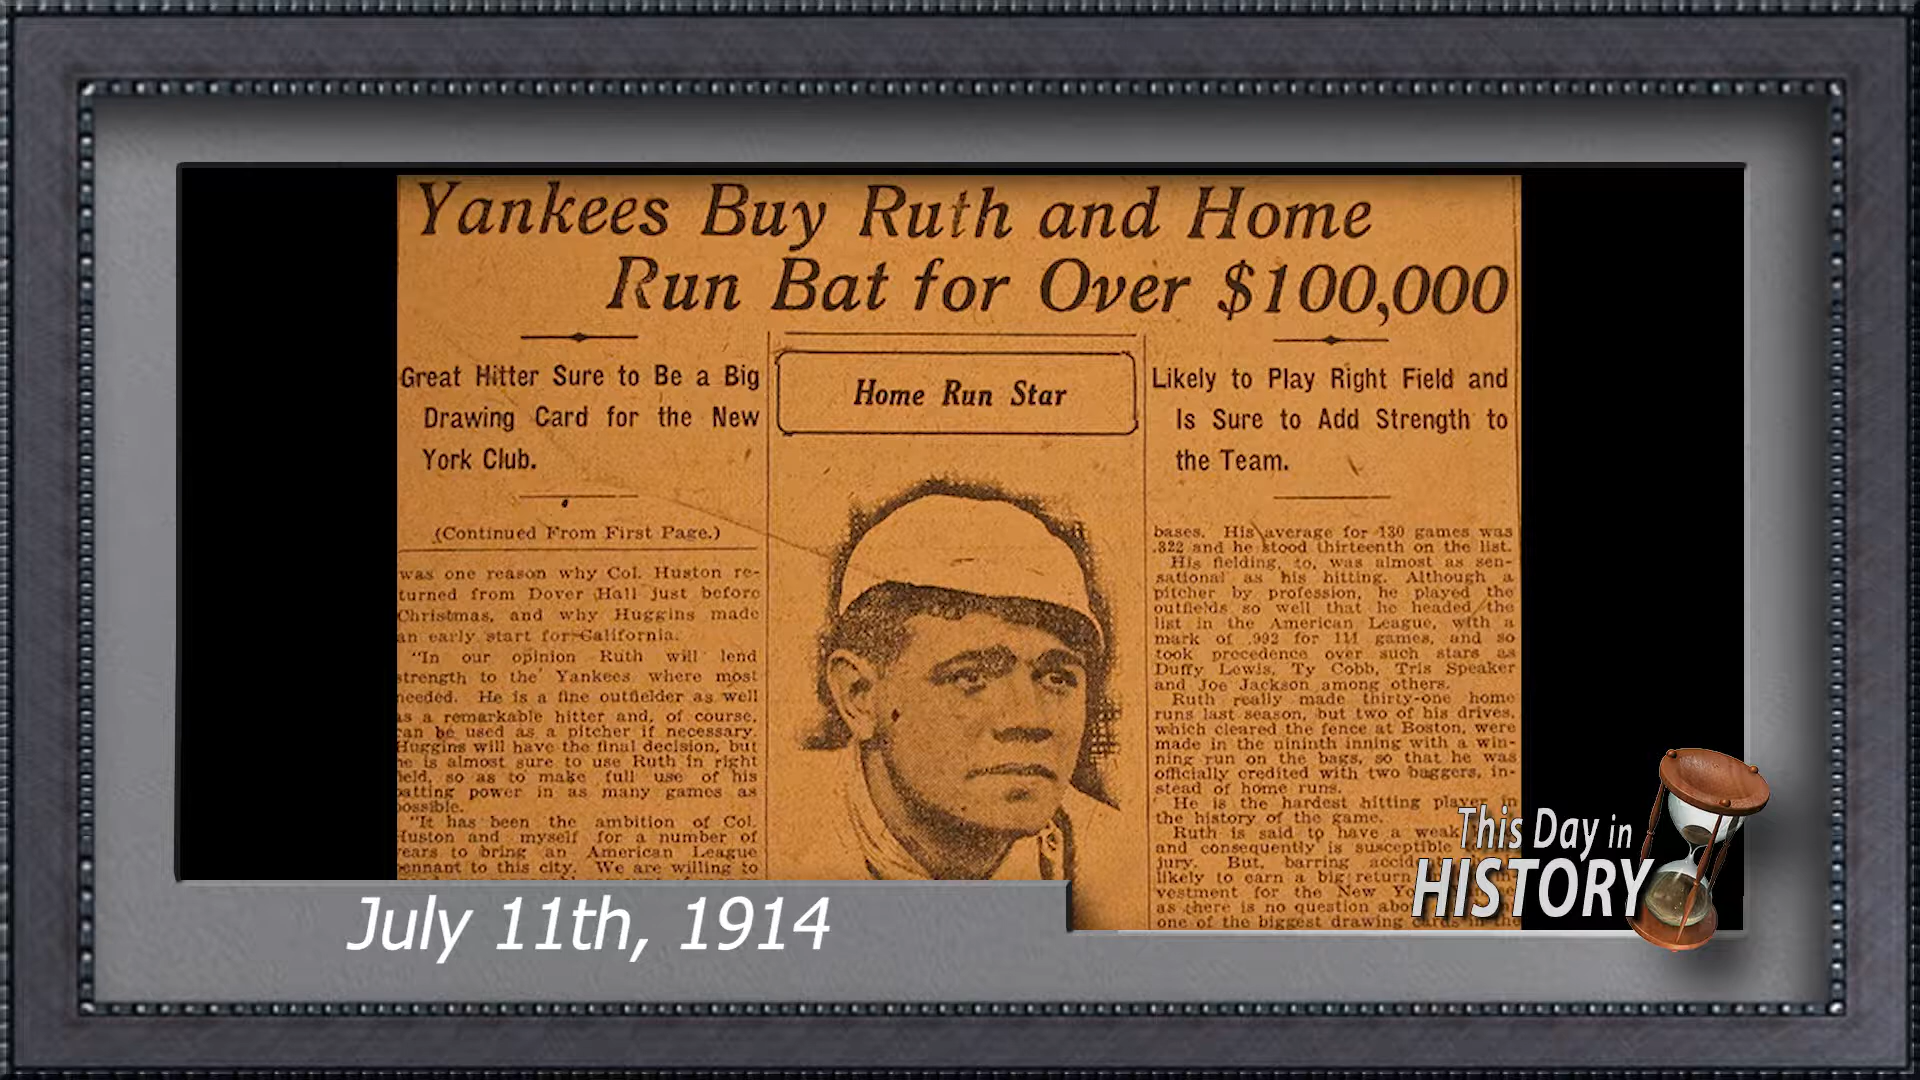 Yankees Buy Ruth and Home
Run Bat for Over $100,000
Great Hitter Sure to Be a Big
Drawing Card for the New
York Club.
(Continued From First Page.)
was one reason why Col. Huston re-
turned from Dover Hall just before
Christmas, and why Huggins made
an early start for California.
"In our opinion Ruth will lend
strength to the Yankees where most
needed. He is a fine outfielder as well
as a remarkable hitter and, of course,
can be used as a pitcher if necessary.
Huggins will have the final decision, but
he is almost sure to use Ruth in right
field, so as to make full use of his
batting power in as many games as
possible.
"It has been the ambition of Col.
Huston and myself for a number of
years to bring an American League
pennant to this city. We are willing to
Home Run Star
Likely to Play Right Field and
Is Sure to Add Strength to
the Team.
bases. His average for 130 games was
.322 and he stood thirteenth on the list.
His fielding, to, was almost as sen-
sational as his hitting. Although a
pitcher by profession, he played the
outfields so well that he headed the
list in the American League, with a
mark of .992 for 111 games, and so
took precedence over such stars as
Duffy Lewis, Ty Cobb, Tris Speaker
and Joe Jackson among others.
Ruth really made thirty-one home
runs last season, but two of his drives,
which cleared the fence at Boston, were
made in the nininth inning with a win-
ning run on the bags, so that he was
officially credited with two baggers, in-
stead of home runs.
He is the hardest hitting player in
the history of the game.
Ruth is said to have a weak
and consequently is susceptible
jury. But, barring
likely to earn a big return
vestment for the New
as there is no question
one of the biggest drawing cards in the
July 11th, 1914
This Day in
HISTORY